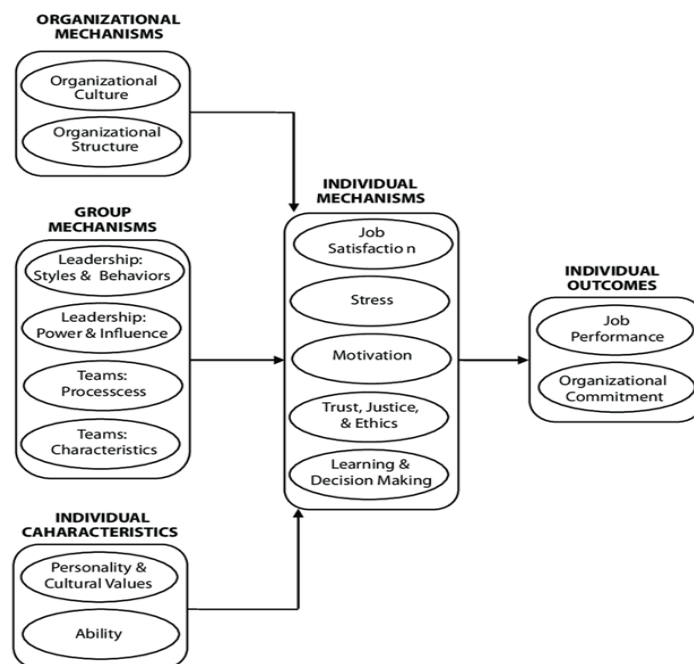 ORGANIZATIONAL
MECHANISMS
Organizational
Culture
Organizational
Structure
GROUP
MECHANISMS
Leadership:
Styles & Behaviors
Leadership:
Power & Influence
Teams:
Processcess
Teams:
Characteristics
INDIVIDUAL
CAHARACTERISTICS
Personality &
Cultural Values
Ability
INDIVIDUAL
MECHANISMS
Job
Satisfaction
Stress
Motivation
Trust, Justice,
& Ethics
Learning &
Decision Making
INDIVIDUAL
OUTCOMES
Job
Performance
Organizational
Commitment